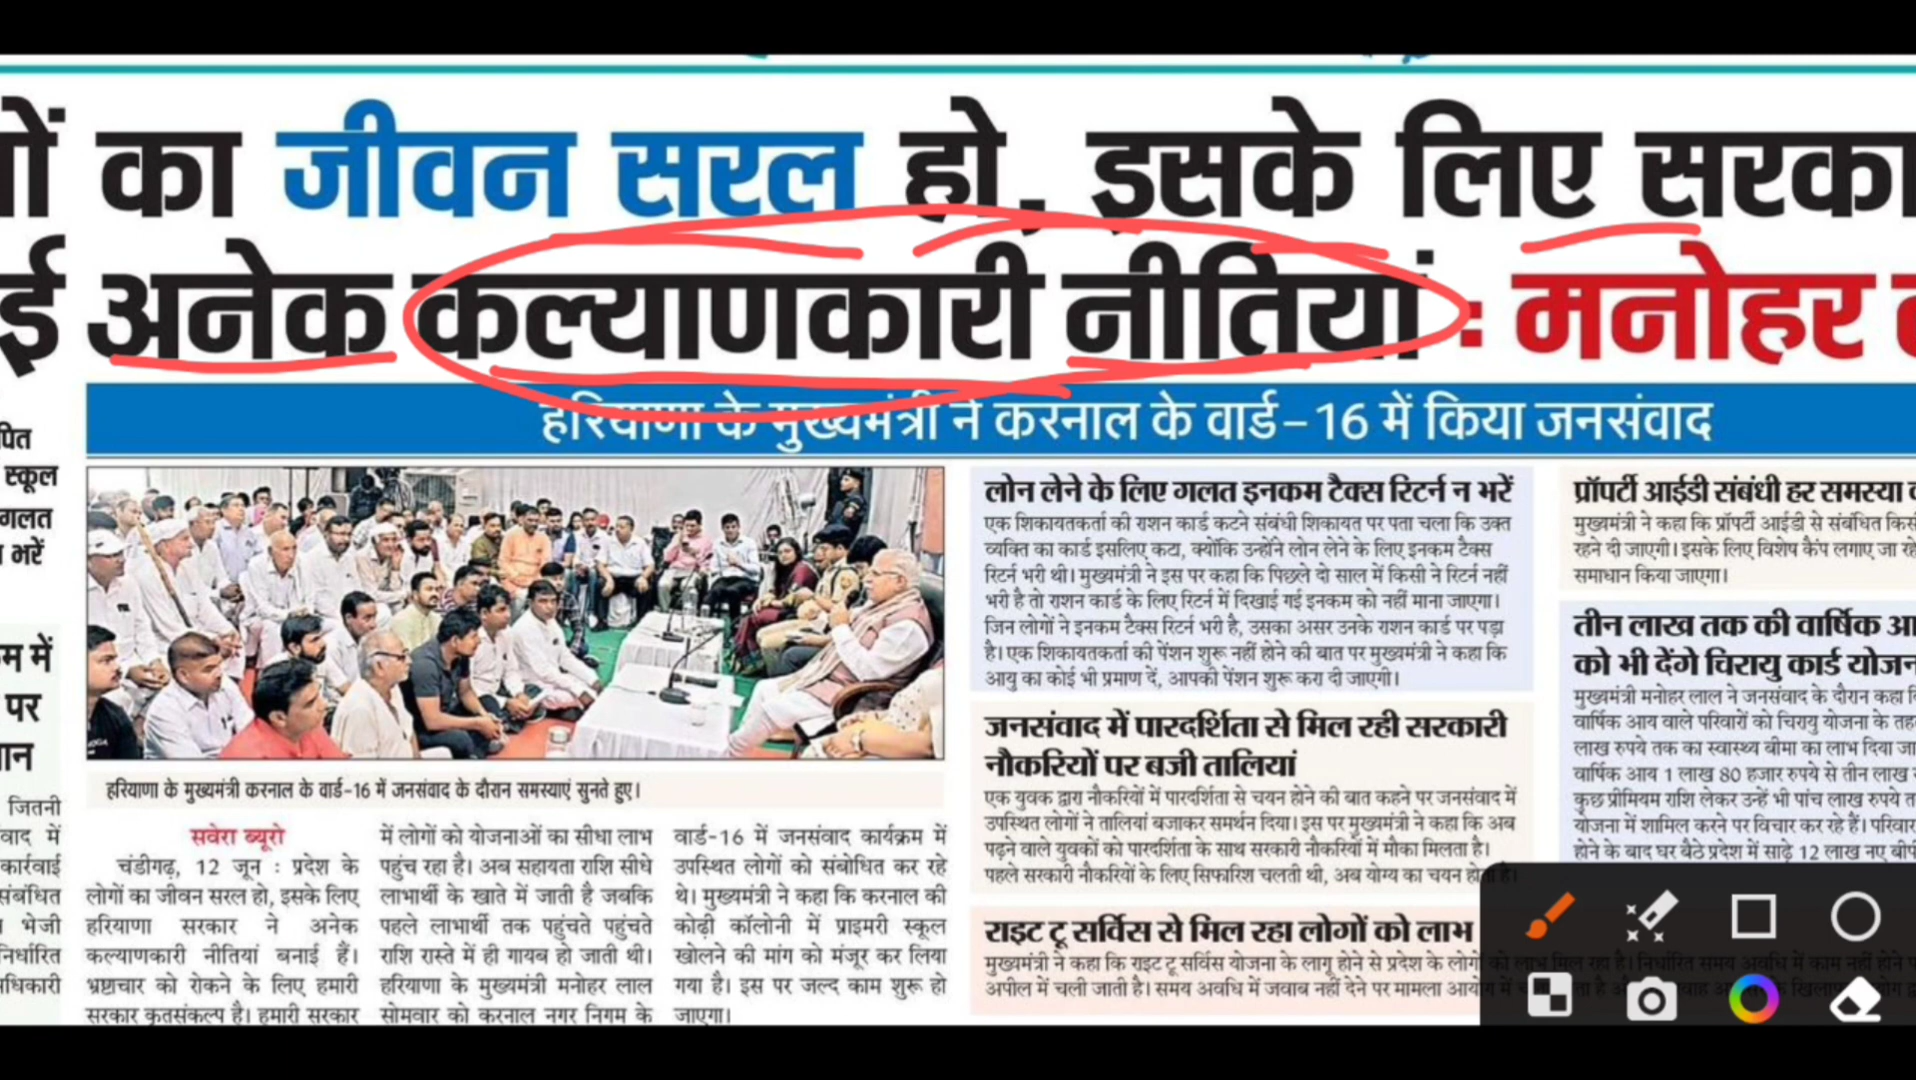 का जीवन सरल हो, इसके लिए
अनेक कल्याणकारी नीतियां : मनोहर
हरियाणा के मुख्यमंत्री ने करनाल के वार्ड-16 में किया जनसंवाद
स्कूल
गलत
भरें
में
पर
जितनी
में
कार्रवाई
भेजी
हरियाणा के मुख्यमंत्री करनाल के वार्ड-16 में जनसंवाद के दौरान समस्याएं सुनते हुए।
सवेरा ब्यूरो
चंडीगढ़, 12 जून : प्रदेश के
लोगों का जीवन सरल हो, इसके लिए
हरियाणा सरकार ने अनेक
कल्याणकारी नीतियां बनाई हैं।
भ्रष्टाचार को रोकने के लिए हमारी
सरकार कृतसंकल्प है। हमारी सरकार
में लोगों को योजनाओं का सीधा लाभ
पहुंच रहा है। अब सहायता राशि सीधे
लाभार्थी के खाते में जाती है जबकि
पहले लाभार्थी तक पहुंचते पहुंचते
राशि रास्ते में ही गायब हो जाती थी।
हरियाणा के मुख्यमंत्री मनोहर लाल
सोमवार को करनाल नगर निगम के
वार्ड-16 में जनसंवाद कार्यक्रम में
उपस्थित लोगों को संबोधित कर रहे
थे। मुख्यमंत्री ने कहा कि करनाल की
कोढ़ी कॉलोनी में प्राइमरी स्कूल
खोलने की मांग को मंजूर कर लिया
गया है। इस पर जल्द काम शुरू हो
जाएगा।
लोन लेने के लिए गलत इनकम टैक्स रिटर्न न भरें
एक शिकायतकर्ता की राशन कार्ड कटने संबंधी शिकायत पर पता चला कि उक्त
व्यक्ति का कार्ड इसलिए कटा, क्योंकि उन्होंने लोन लेने के लिए इनकम टैक्स
रिटर्न भरी थी। मुख्यमंत्री ने इस पर कहा कि पिछले दो साल में किसी ने रिटर्न नहीं
भरी है तो राशन कार्ड के लिए रिटर्न में दिखाई गई इनकम को नहीं माना जाएगा।
जिन लोगों ने इनकम टैक्स रिटर्न भरी है, उसका असर उनके राशन कार्ड पर पड़ा
है। एक शिकायतकर्ता की पेंशन शुरू नहीं होने की बात पर मुख्यमंत्री ने कहा कि
आयु का कोई भी प्रमाण दें, आपकी पेंशन शुरू करा दी जाएगी।
जनसंवाद में पारदर्शिता से मिल रही सरकारी
नौकरियों पर बजी तालियां
एक युवक द्वारा नौकरियों में पारदर्शिता से चयन होने की बात कहने पर जनसंवाद में
उपस्थित लोगों ने तालियां बजाकर समर्थन दिया। इस पर मुख्यमंत्री ने कहा कि अब
पढ़ने वाले युवकों को पारदर्शिता के साथ सरकारी नौकरियों में मौका मिलता है।
पहले सरकारी नौकरियों के लिए सिफारिश चलती थी, अब योग्य का चयन होता है।
राइट टू सर्विस से मिल रहा लोगों को लाभ
मुख्यमंत्री ने कहा कि राइट टू सर्विस योजना के लागू होने से प्रदेश के लोगों को लाभ मिल रहा है। निर्धारित समय अवधि में काम नहीं होने
अपील में चली जाती है। समय अवधि में जवाब नहीं देने पर मामला आयोग में
प्रॉपर्टी आईडी संबंधी हर समस्या
मुख्यमंत्री ने कहा कि प्रॉपर्टी आईडी से संबंधित
रहने दी जाएगी। इसके लिए विशेष कैंप लगाए जा
समाधान किया जाएगा।
तीन लाख तक की वार्षिक
को भी देंगे चिरायु कार्ड
मुख्यमंत्री मनोहर लाल ने जनसंवाद के दौरान कहा
वार्षिक आय वाले परिवारों को चिरायु योजना के
लाख रुपये तक का स्वास्थ्य बीमा का लाभ दिया
वार्षिक आय 1 लाख 80 हजार रुपये से तीन लाख
कुछ प्रीमियम राशि लेकर उन्हें भी पांच लाख रुपये
योजना में शामिल करने पर विचार कर रहे हैं। परिवार
होने के बाद घर बैठे प्रदेश में साढ़े 12 लाख नए